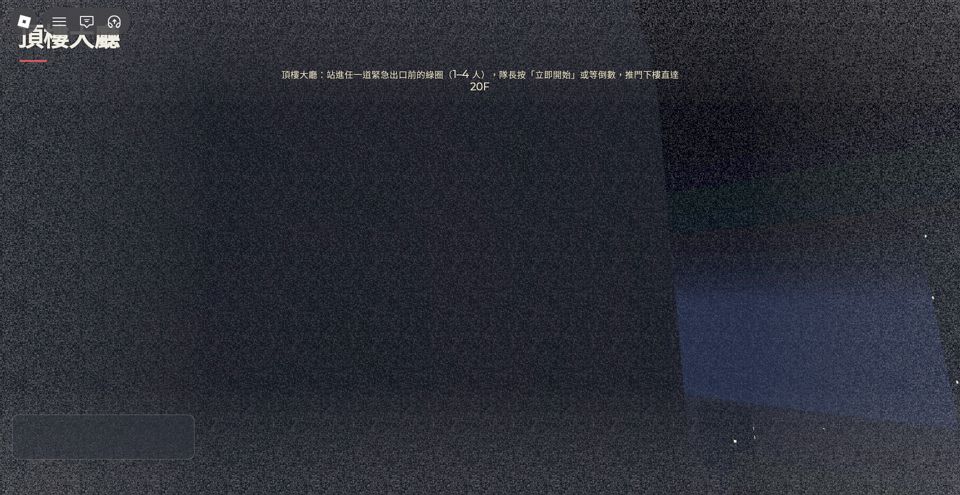 頂樓大廳
頂樓大廳：站進任一道緊急出口前的綠圈（1–4 人），隊長按「立即開始」或等倒數，推門下樓直達
20F